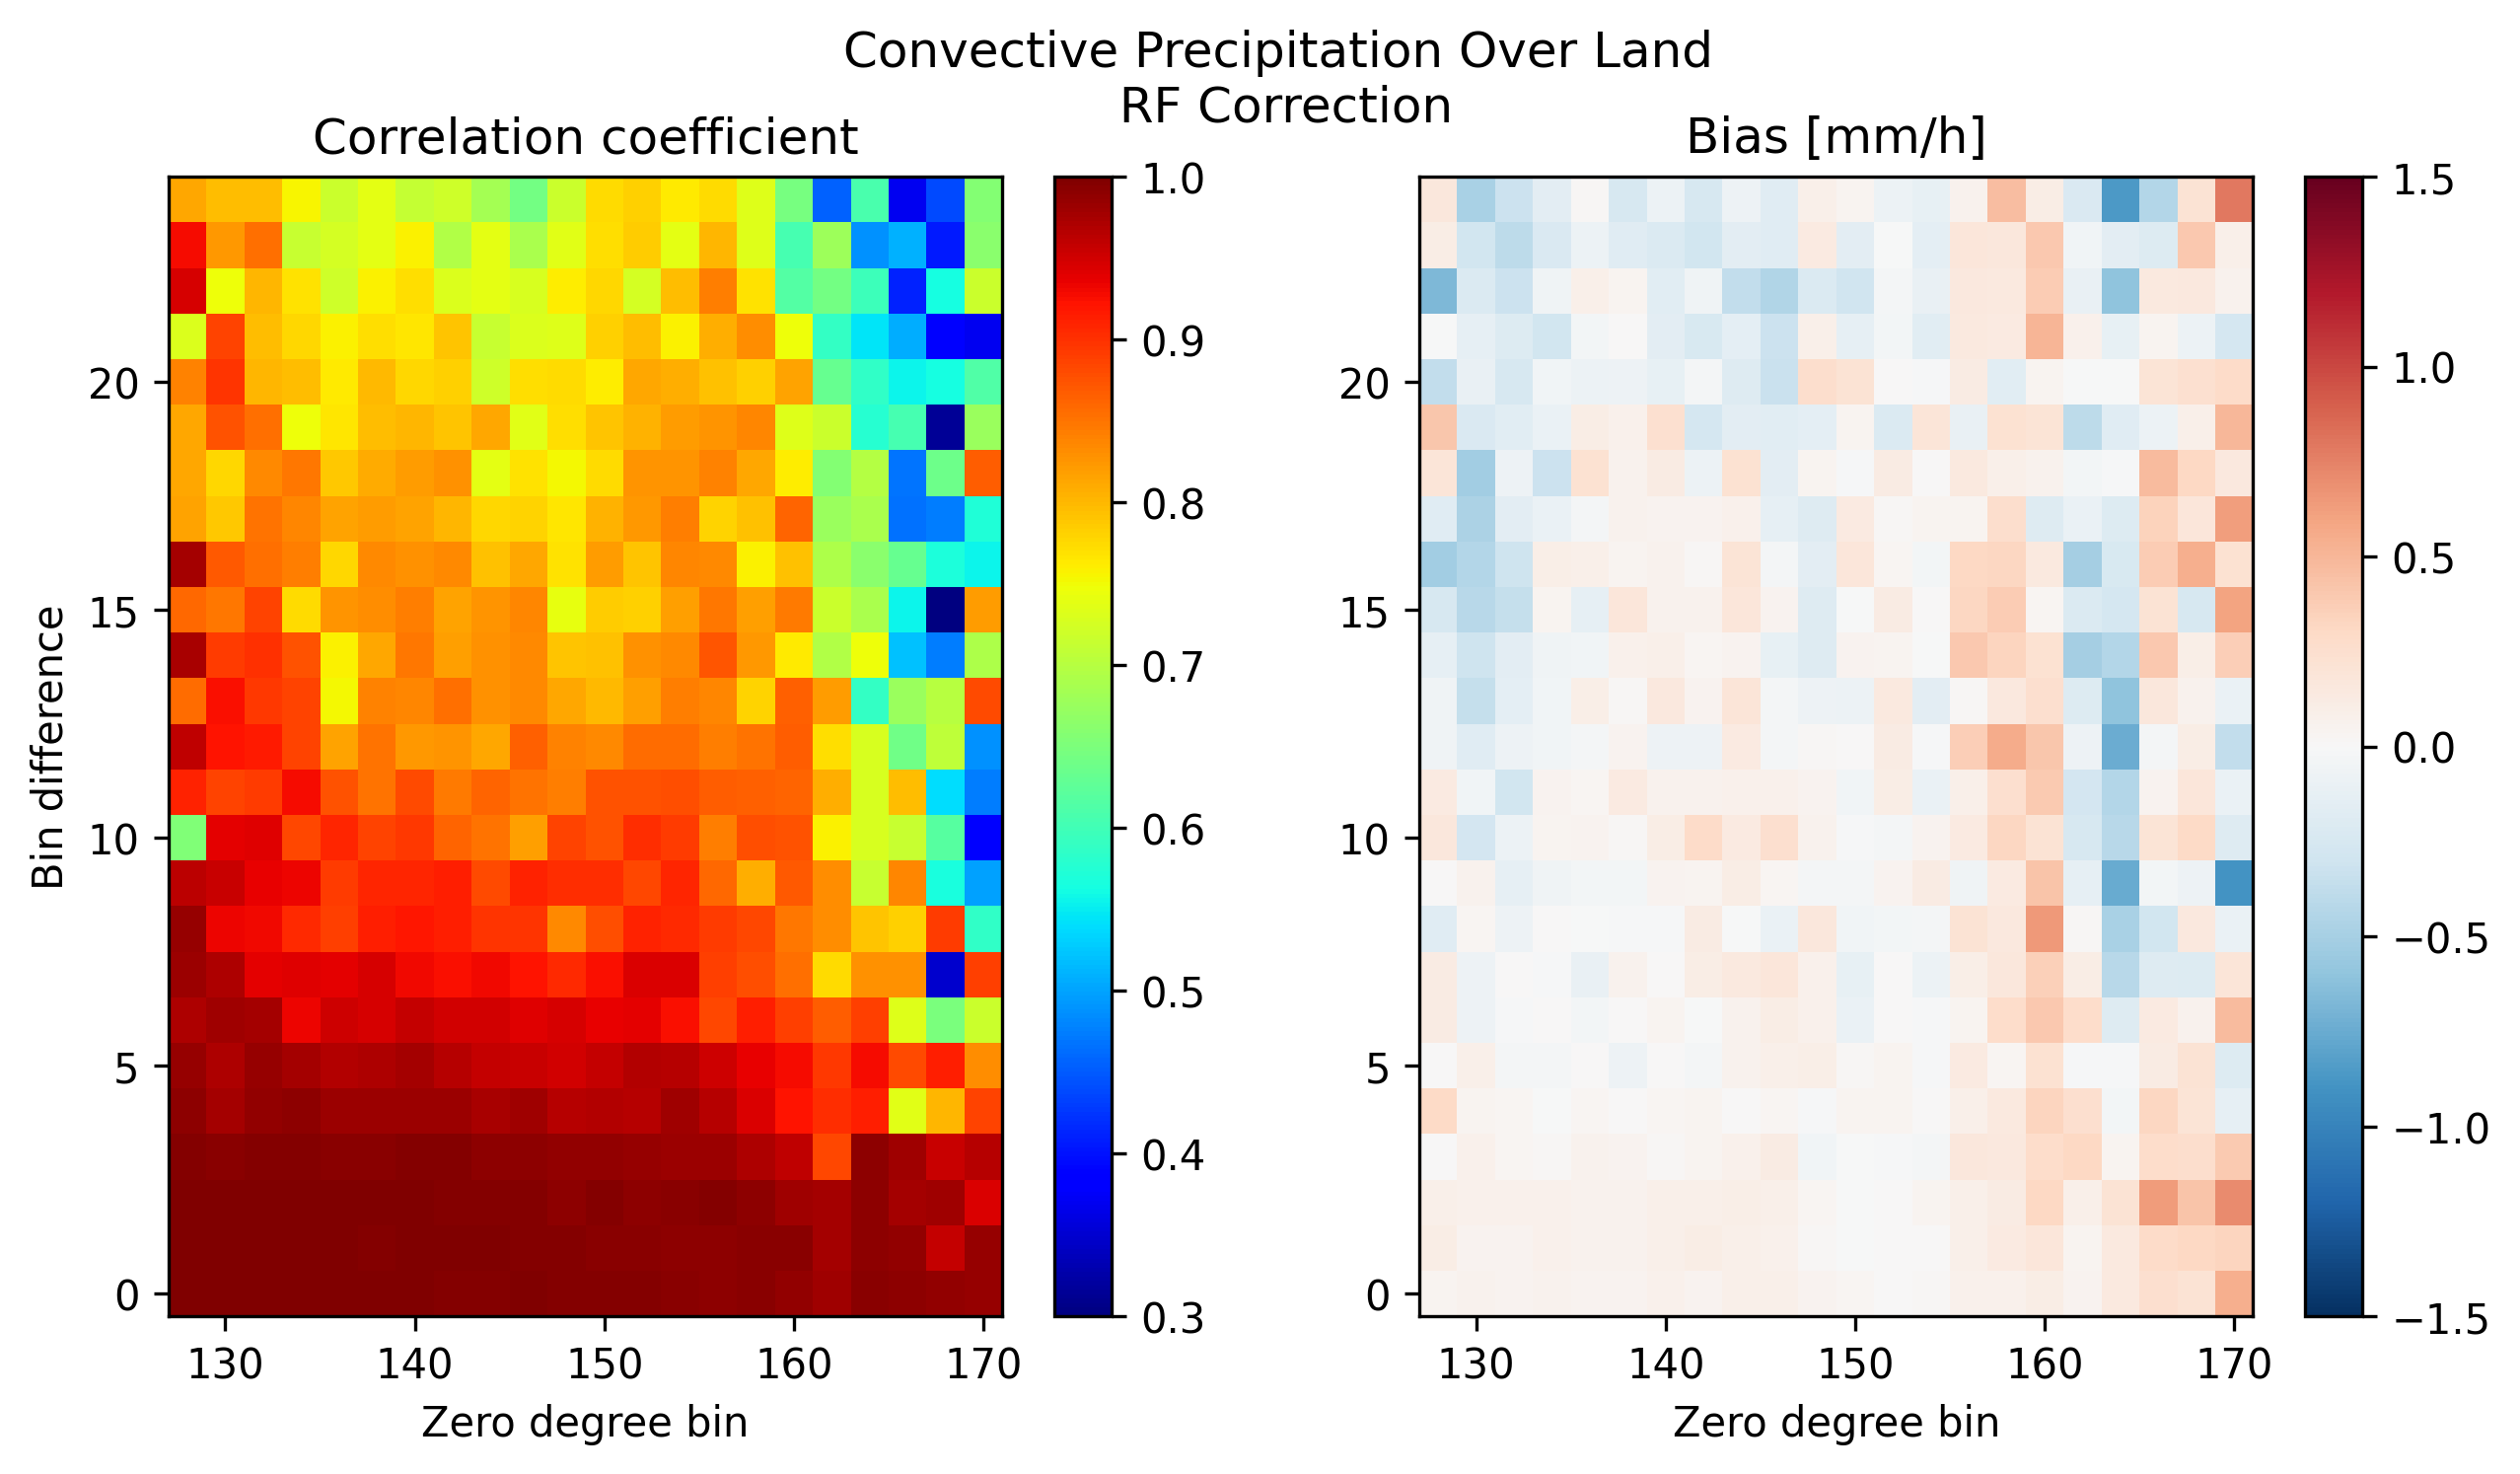 Convective Precipitation Over Land
RF Correction
Correlation coefficient
Bin difference
20
15
10
5
0
130 140 150 160 170
Zero degree bin
1.0
0.9
0.8
0.7
0.6
0.5
0.4
0.3
Bias [mm/h]
20
15
10
5
0
130 140 150 160 170
Zero degree bin
1.5
1.0
0.5
0.0
−0.5
−1.0
−1.5